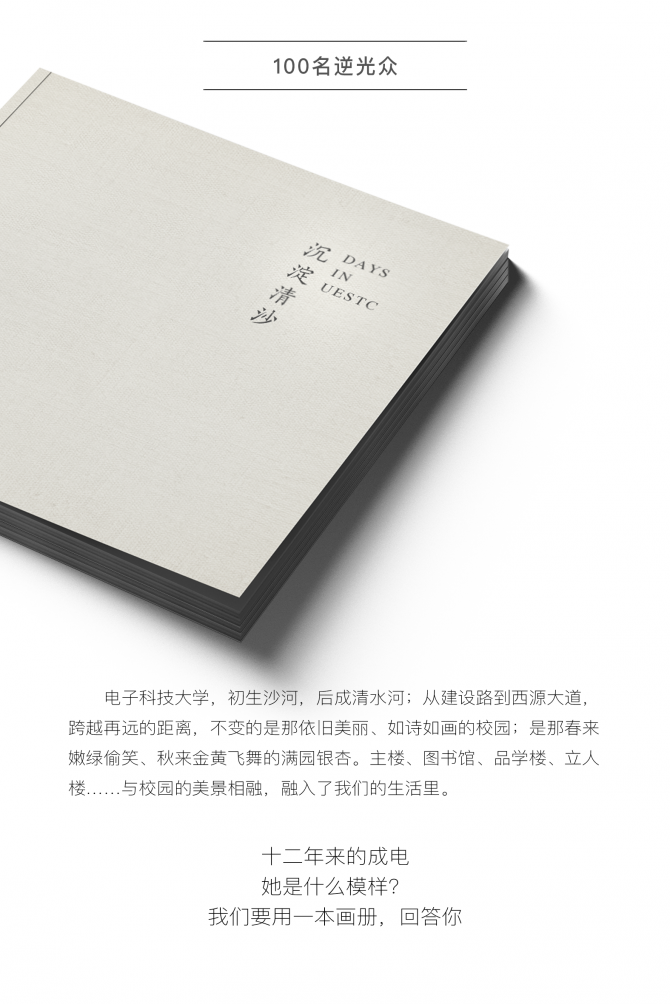 100名逆光众
沉淀清沙
DAYS
IN
UESTC
电子科技大学，初生沙河，后成清水河；从建设路到西源大道，
跨越再远的距离，不变的是那依旧美丽、如诗如画的校园；是那春来
嫩绿偷笑、秋来金黄飞舞的满园银杏。主楼、图书馆、品学楼、立人
楼……与校园的美景相融，融入了我们的生活里。
十二年来的成电
她是什么模样？
我们要用一本画册，回答你